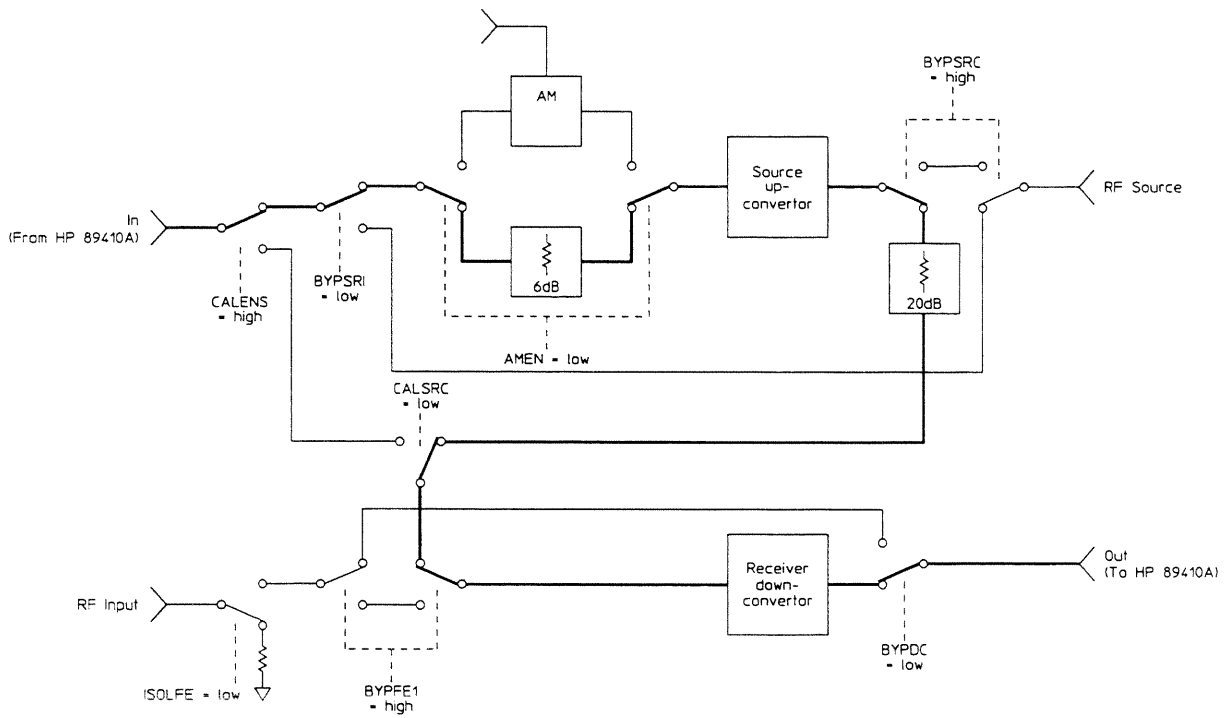 AM
BYPSRC
= high
Source
up-
convertor
RF Source
In
(From HP 89410A)
BYPSRI
= low
6dB
20dB
CALENS
= high
AMEN = low
CALSRC
= low
Receiver
down-
convertor
Out
(To HP 89410A)
RF Input
BYPDC
= low
ISOLFE = low
BYPFE1
= high